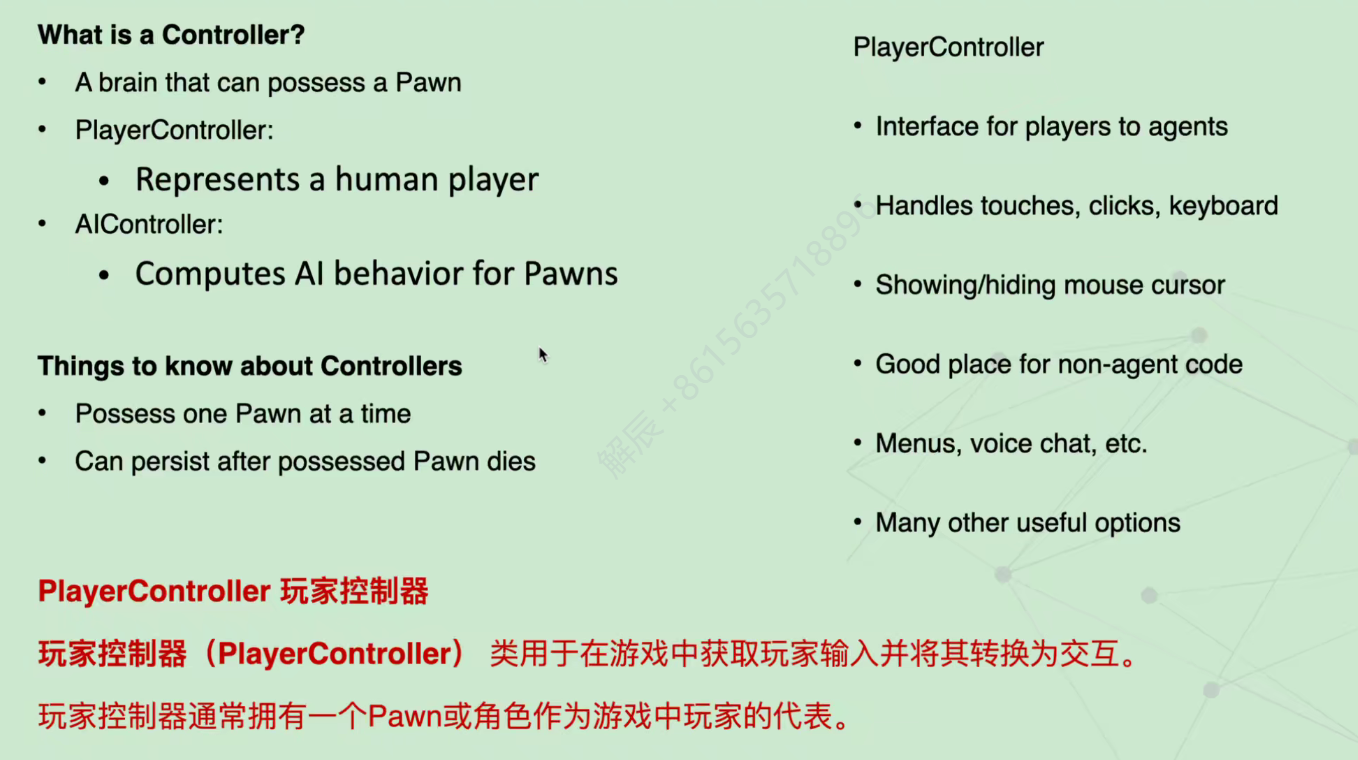 What is a Controller?
• A brain that can possess a Pawn
• PlayerController:
• Represents a human player
• AIController:
• Computes AI behavior for Pawns
Things to know about Controllers
• Possess one Pawn at a time
• Can persist after possessed Pawn dies
PlayerController
• Interface for players to agents
• Handles touches, clicks, keyboard
• Showing/hiding mouse cursor
• Good place for non-agent code
• Menus, voice chat, etc.
• Many other useful options
PlayerController 玩家控制器
玩家控制器（PlayerController） 类用于在游戏中获取玩家输入并将其转换为交互。
玩家控制器通常拥有一个Pawn或角色作为游戏中玩家的代表。
解辰 +8615635718896